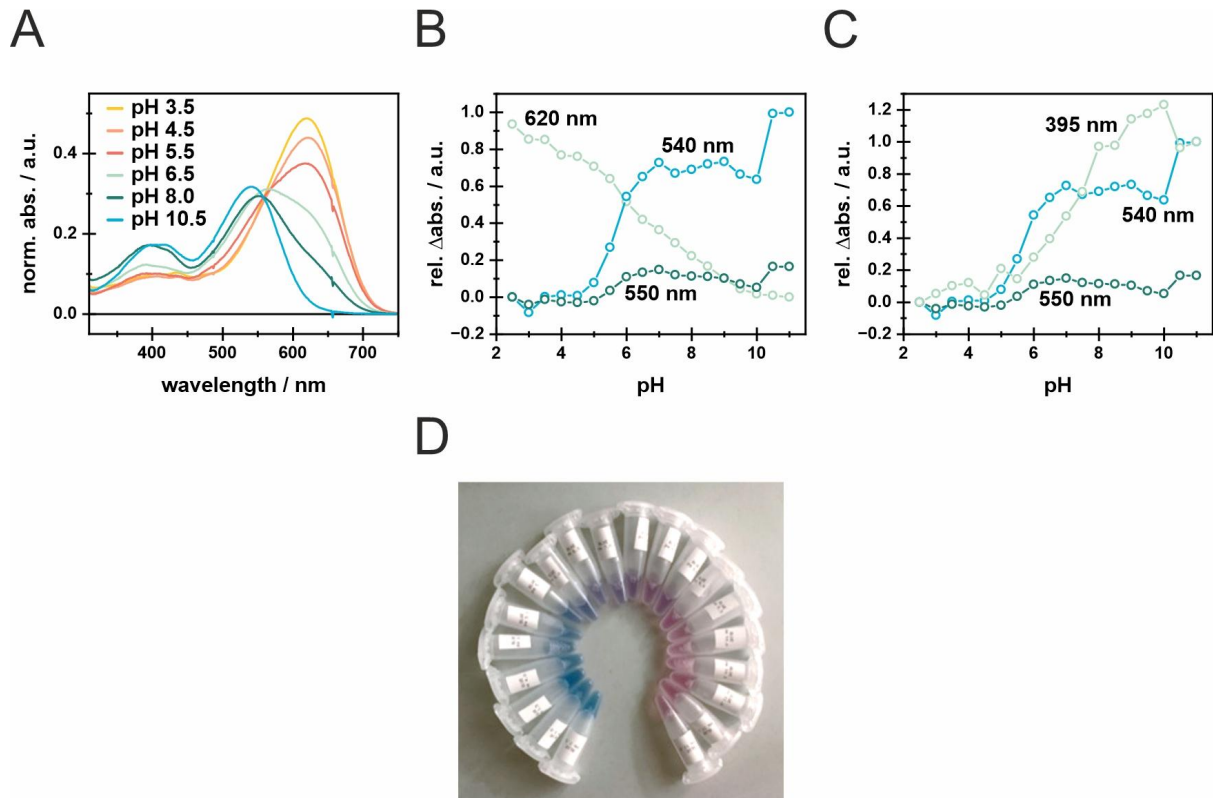 A
B
C
pH 3.5
pH 4.5
pH 5.5
pH 6.5
pH 8.0
pH 10.5
0.4
0.2
0.0
400 500 600 700
wavelength / nm
norm. abs. / a.u.
620 nm
540 nm
550 nm
1.0
0.8
0.6
0.4
0.2
0.0
−0.2
2 4 6 8 10
pH
rel. Δabs. / a.u.
395 nm
540 nm
550 nm
1.2
1.0
0.8
0.6
0.4
0.2
0.0
−0.2
2 4 6 8 10
pH
rel. Δabs. / a.u.
D